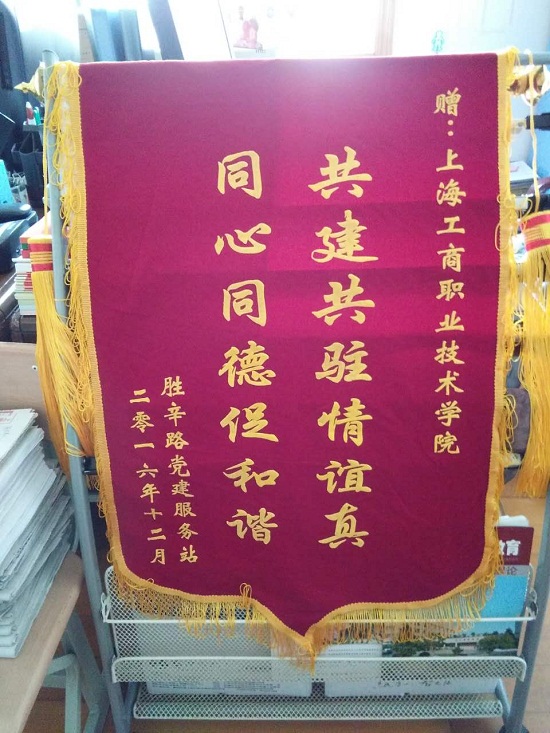 赠：上海工商职业技术学院
共建共驻情谊真
同心同德促和谐
胜辛路党建服务站
二零一六年十二月
育